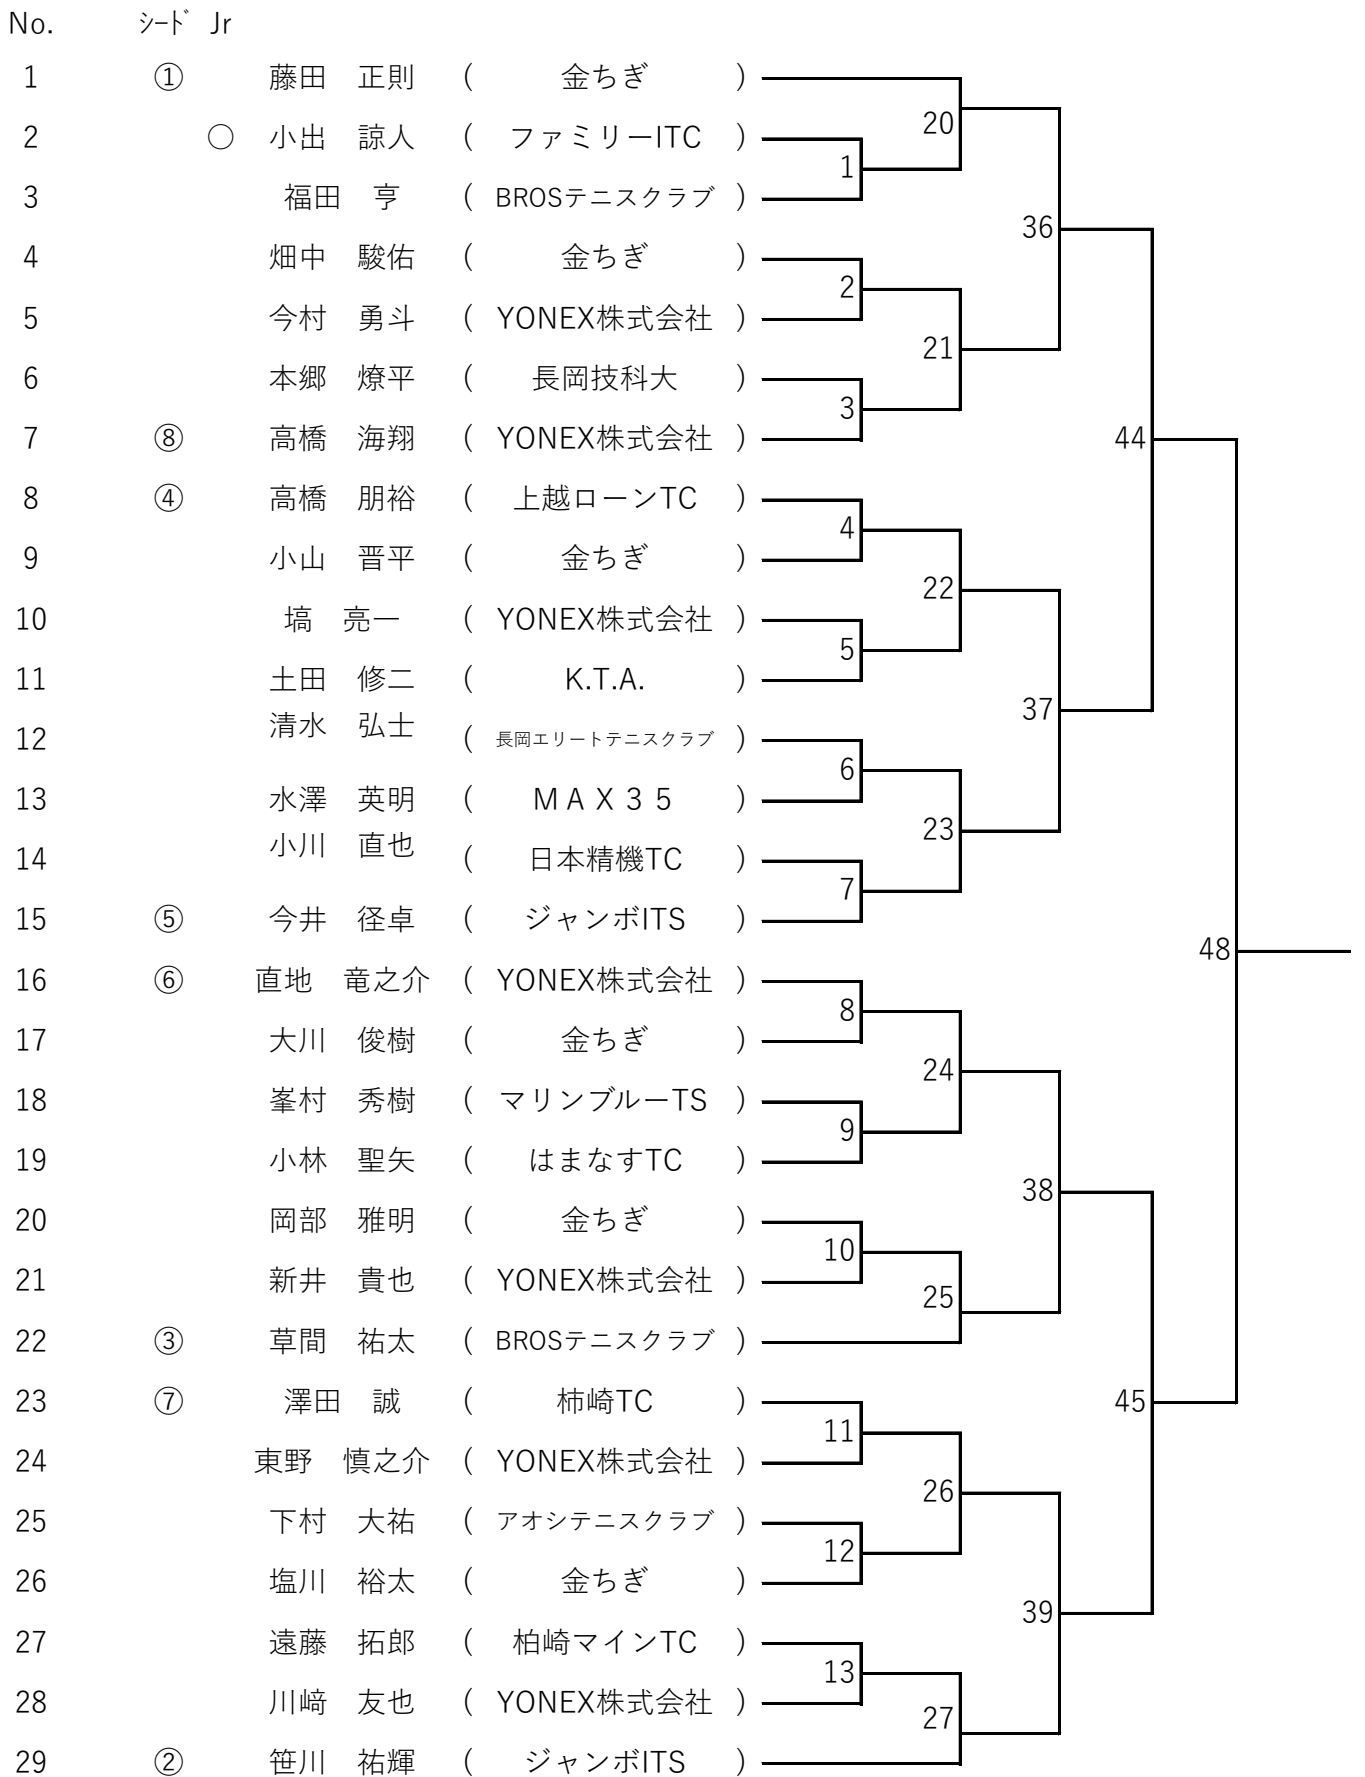 No. ｼｰﾄﾞ Jr
1 ① 藤田　正則 ( 金ちぎ )
20
2 ○ 小出　諒人 ( ファミリーITC )
1
3 福田　亨 ( BROSテニスクラブ )
36
4 畑中　駿佑 ( 金ちぎ )
2
5 今村　勇斗 ( YONEX株式会社 )
21
6 本郷　燎平 ( 長岡技科大 )
3
7 ⑧ 高橋　海翔 ( YONEX株式会社 ) 44
8 ④ 高橋　朋裕 ( 上越ローンTC )
4
9 小山　晋平 ( 金ちぎ )
22
10 塙　亮一 ( YONEX株式会社 )
5
11 土田　修二 ( K.T.A. )
37
12 清水　弘士 ( 長岡エリートテニスクラブ )
6
13 水澤　英明 ( ＭＡＸ３５ )
23
14 小川　直也 ( 日本精機TC )
7
15 ⑤ 今井　径卓 ( ジャンボITS )
48
16 ⑥ 直地　竜之介 ( YONEX株式会社 )
8
17 大川　俊樹 ( 金ちぎ )
24
18 峯村　秀樹 ( マリンブルーTS )
9
19 小林　聖矢 ( はまなすTC )
38
20 岡部　雅明 ( 金ちぎ )
10
21 新井　貴也 ( YONEX株式会社 )
25
22 ③ 草間　祐太 ( BROSテニスクラブ )
23 ⑦ 澤田　誠 ( 柿崎TC ) 45
11
24 東野　慎之介 ( YONEX株式会社 )
26
25 下村　大祐 ( アオシテニスクラブ )
12
26 塩川　裕太 ( 金ちぎ )
39
27 遠藤　拓郎 ( 柏崎マインTC )
13
28 川﨑　友也 ( YONEX株式会社 )
27
29 ② 笹川　祐輝 ( ジャンボITS )